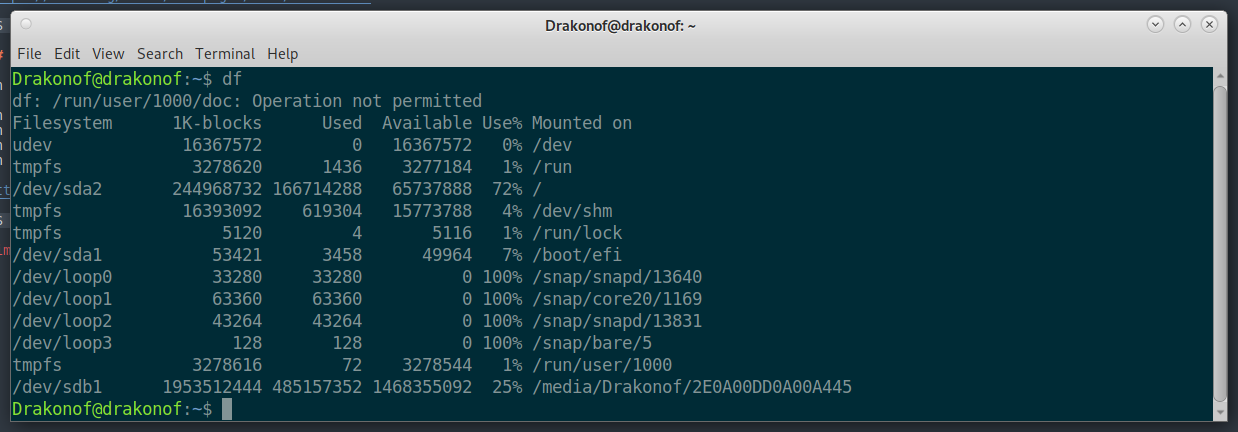 Drakonof@drakonof: ~
File Edit View Search Terminal Help
Drakonof@drakonof:~$ df
df: /run/user/1000/doc: Operation not permitted
Filesystem 1K-blocks Used Available Use% Mounted on
udev 16367572 0 16367572 0% /dev
tmpfs 3278620 1436 3277184 1% /run
/dev/sda2 244968732 166714288 65737888 72% /
tmpfs 16393092 619304 15773788 4% /dev/shm
tmpfs 5120 4 5116 1% /run/lock
/dev/sda1 53421 3458 49964 7% /boot/efi
/dev/loop0 33280 33280 0 100% /snap/snapd/13640
/dev/loop1 63360 63360 0 100% /snap/core20/1169
/dev/loop2 43264 43264 0 100% /snap/snapd/13831
/dev/loop3 128 128 0 100% /snap/bare/5
tmpfs 3278616 72 3278544 1% /run/user/1000
/dev/sdb1 1953512444 485157352 1468355092 25% /media/Drakonof/2E0A00DD0A00A445
Drakonof@drakonof:~$